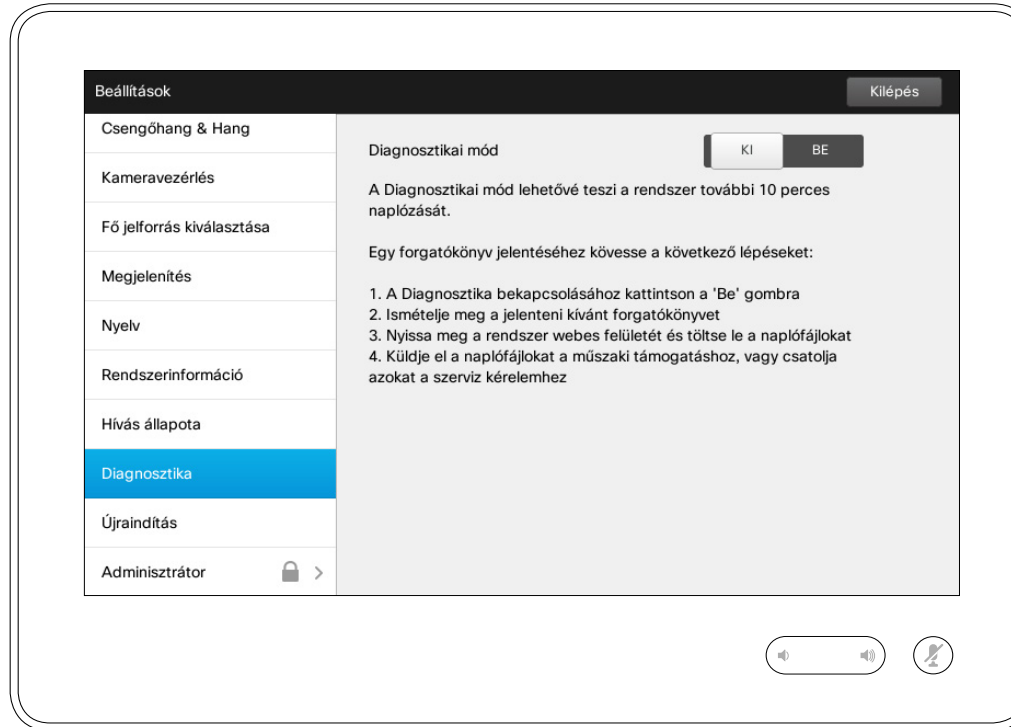 Beállítások
Kilépés
Csengőhang & Hang
Kameravezérlés
Fő jelforrás kiválasztása
Megjelenítés
Nyelv
Rendszerinformáció
Hívás állapota
Diagnosztika
Újraindítás
Adminisztrátor
Diagnosztikai mód
KI
BE
A Diagnosztikai mód lehetővé teszi a rendszer további 10 perces
naplózását.
Egy forgatókönyv jelentéséhez kövesse a következő lépéseket:
1. A Diagnosztika bekapcsolásához kattintson a 'Be' gombra
2. Ismételje meg a jelenteni kívánt forgatókönyvet
3. Nyissa meg a rendszer webes felületét és töltse le a naplófájlokat
4. Küldje el a naplófájlokat a műszaki támogatáshoz, vagy csatolja
azokat a szerviz kérelemhez